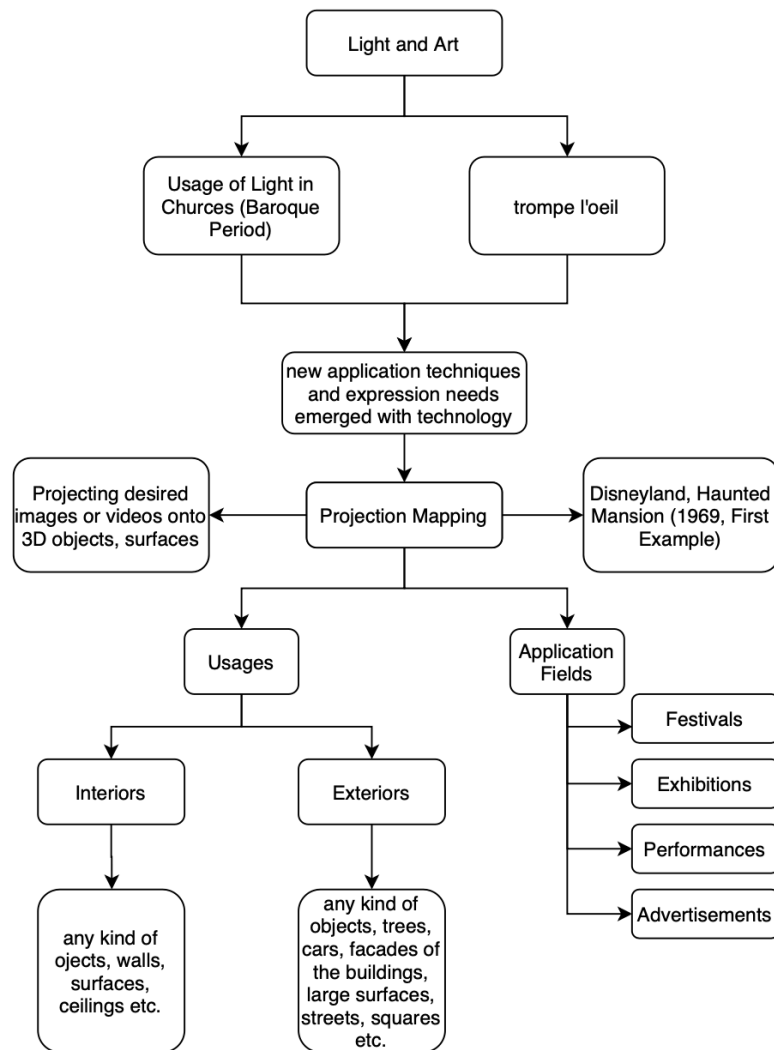 Light and Art
Usage of Light in
Churces (Baroque
Period)
trompe l'oeil
new application techniques
and expression needs
emerged with technology
Projecting desired
images or videos onto
3D objects, surfaces
Projection Mapping
Disneyland, Haunted
Mansion (1969, First
Example)
Usages
Application
Fields
Festivals
Interiors
Exteriors
Exhibitions
Performances
Advertisements
any kind of
ojects, walls,
surfaces,
ceilings etc.
any kind of
objects, trees,
cars, facades of
the buildings,
large surfaces,
streets, squares
etc.